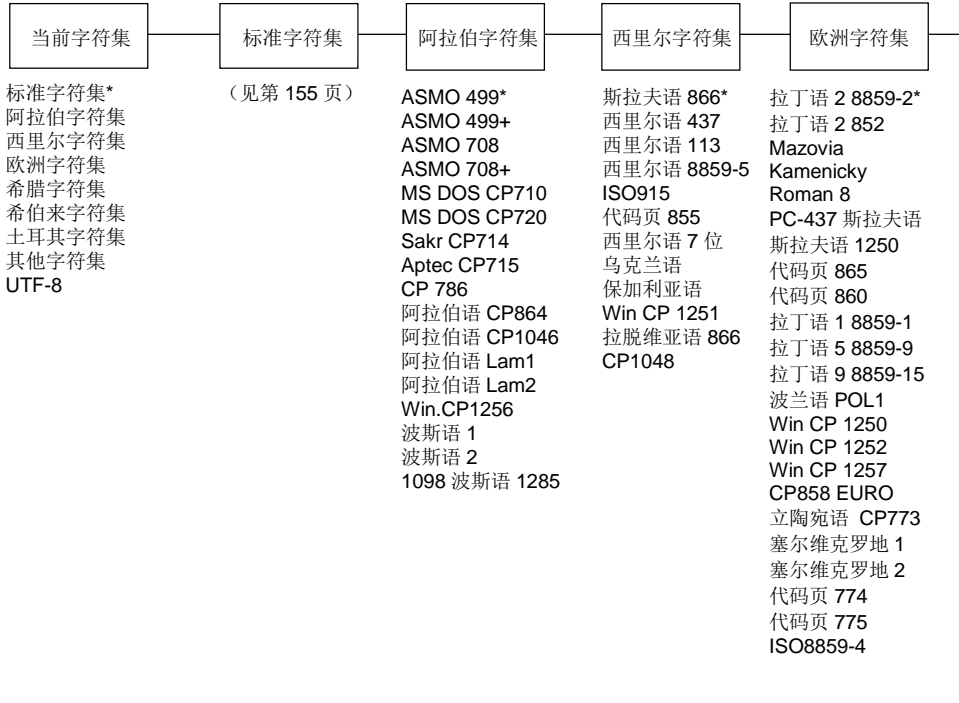 当前字符集
标准字符集
阿拉伯字符集
西里尔字符集
欧洲字符集
标准字符集*
阿拉伯字符集
西里尔字符集
欧洲字符集
希腊字符集
希伯来字符集
土耳其字符集
其他字符集
UTF-8
（见第 155 页）
ASMO 499*
ASMO 499+
ASMO 708
ASMO 708+
MS DOS CP710
MS DOS CP720
Sakr CP714
Aptec CP715
CP 786
阿拉伯语 CP864
阿拉伯语 CP1046
阿拉伯语 Lam1
阿拉伯语 Lam2
Win.CP1256
波斯语 1
波斯语 2
1098 波斯语 1285
斯拉夫语 866*
西里尔语 437
西里尔语 113
西里尔语 8859-5
ISO915
代码页 855
西里尔语 7 位
乌克兰语
保加利亚语
Win CP 1251
拉脱维亚语 866
CP1048
拉丁语 2 8859-2*
拉丁语 2 852
Mazovia
Kamenicky
Roman 8
PC-437 斯拉夫语
斯拉夫语 1250
代码页 865
代码页 860
拉丁语 1 8859-1
拉丁语 5 8859-9
拉丁语 9 8859-15
波兰语 POL1
Win CP 1250
Win CP 1252
Win CP 1257
CP858 EURO
立陶宛语 CP773
塞尔维克罗地 1
塞尔维克罗地 2
代码页 774
代码页 775
ISO8859-4